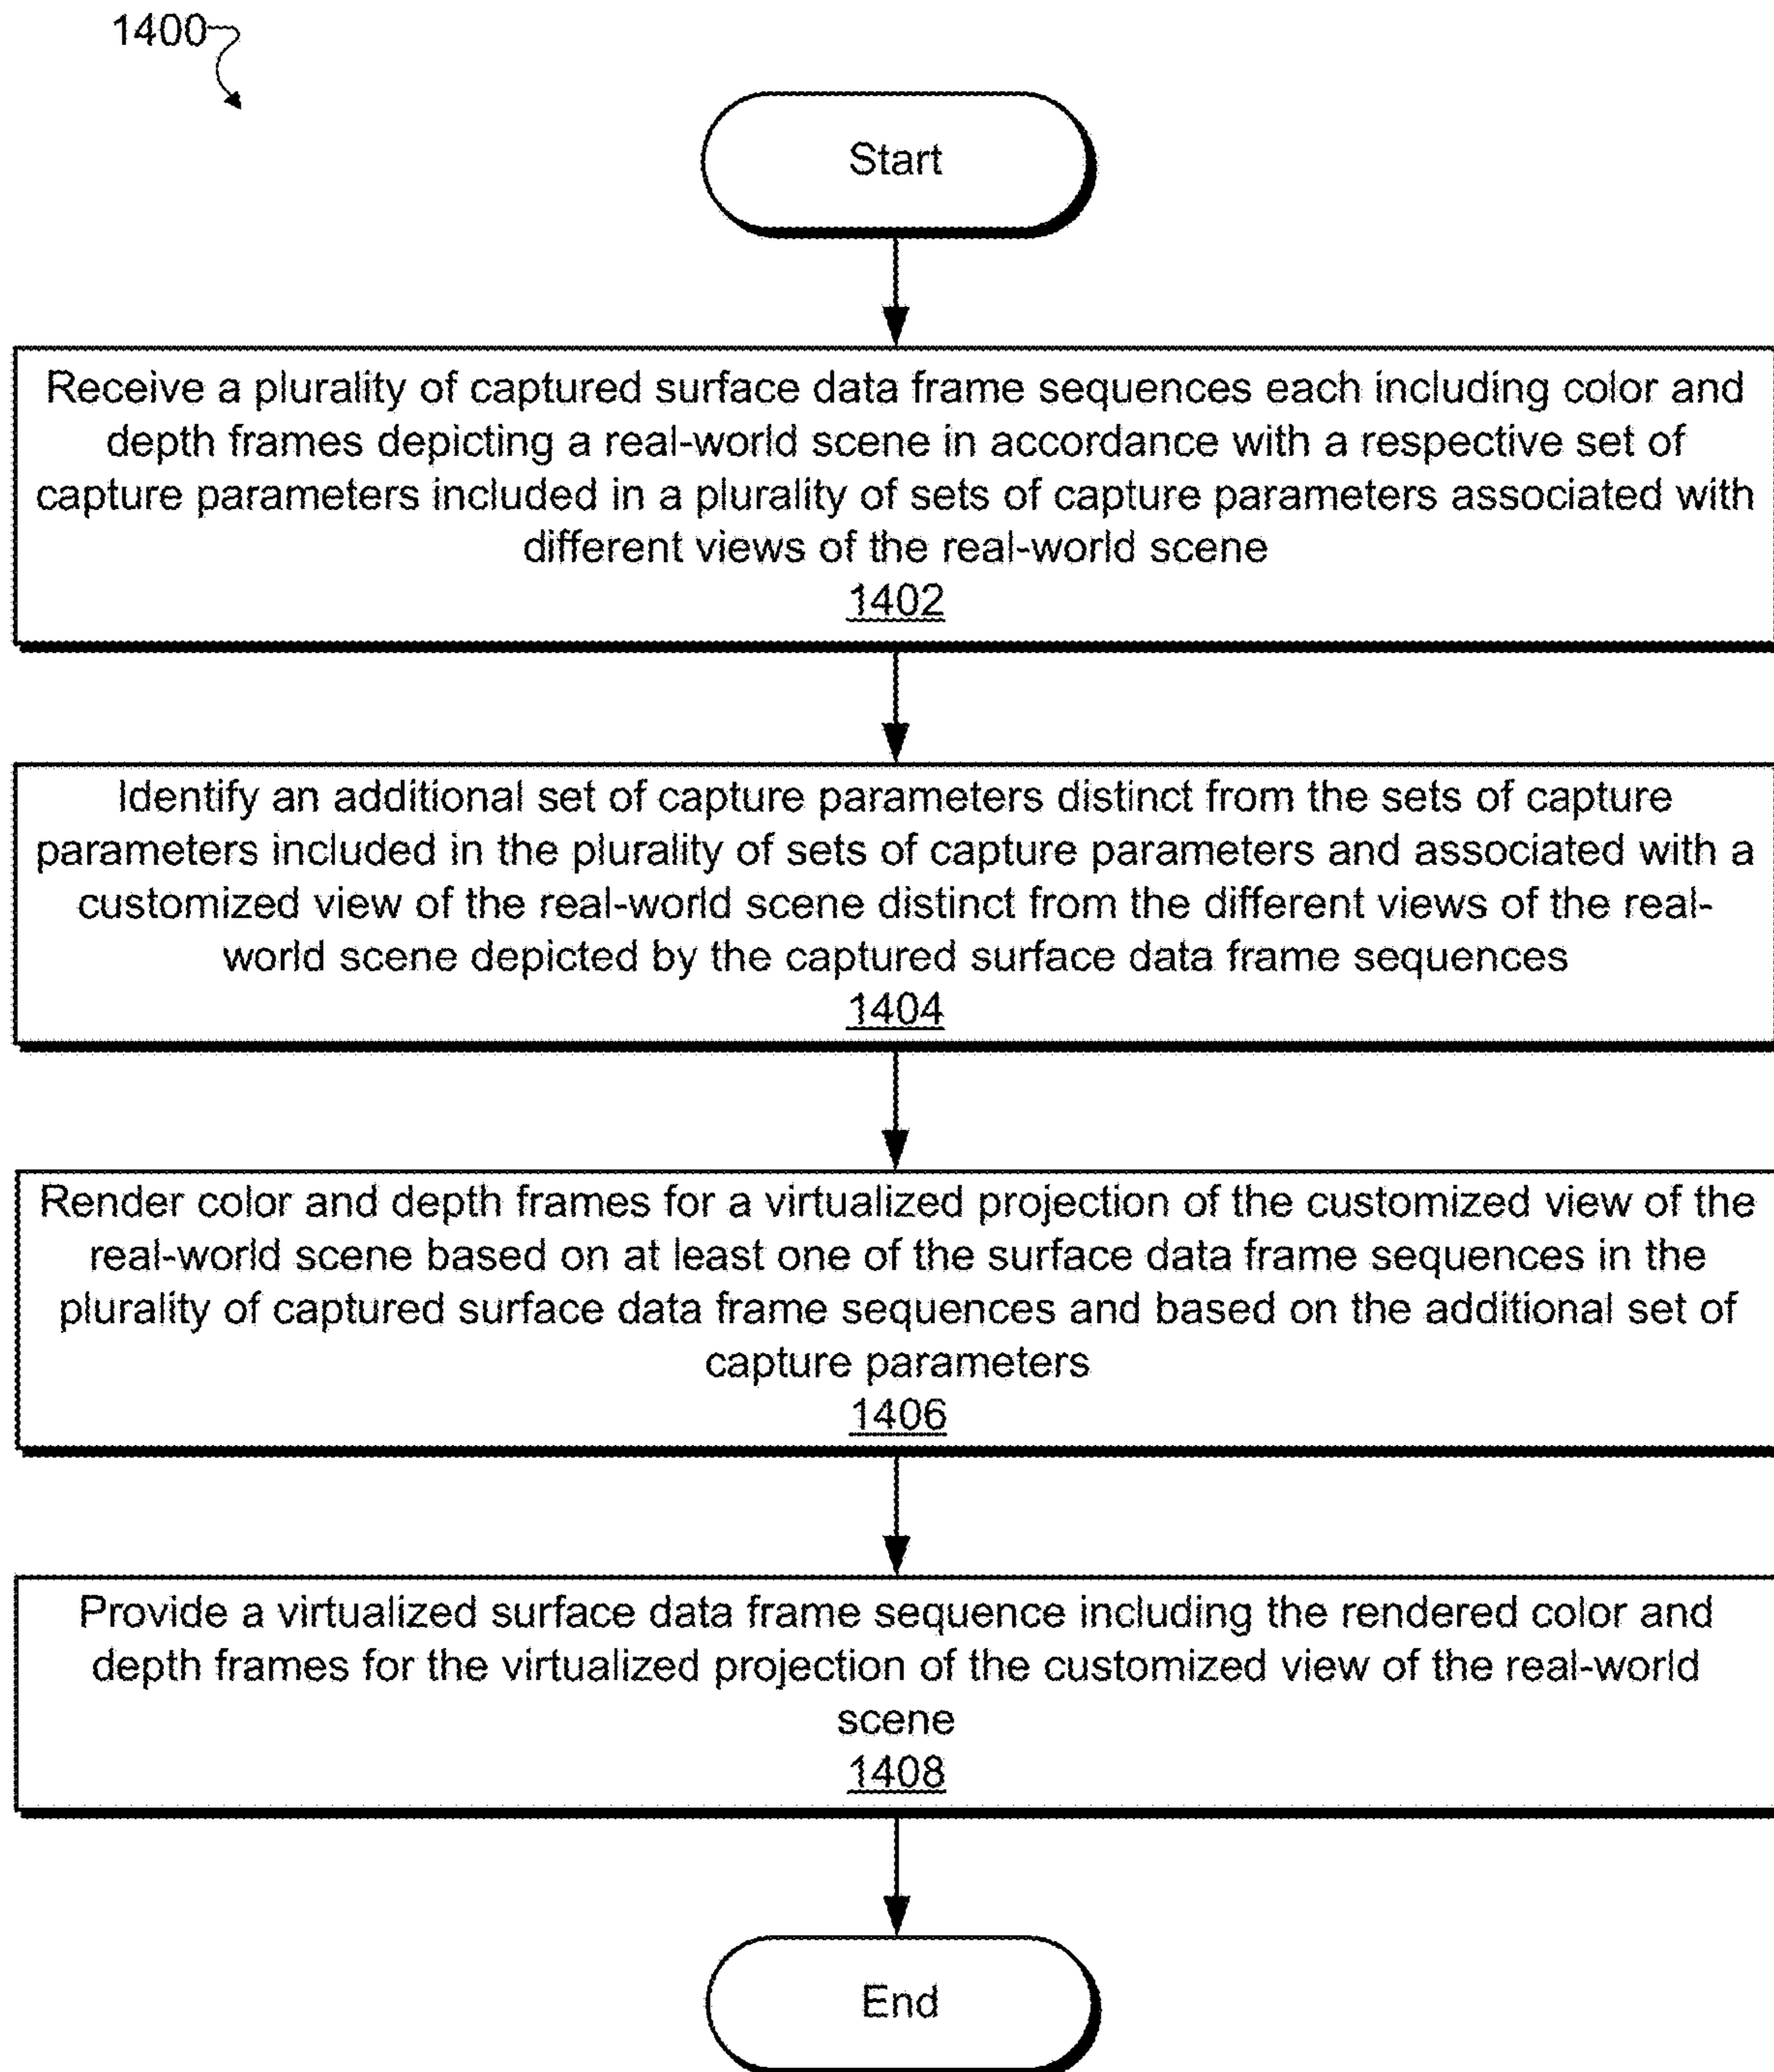 1400
Start
Receive a plurality of captured surface data frame sequences each including color and
depth frames depicting a real-world scene in accordance with a respective set of
capture parameters included in a plurality of sets of capture parameters associated with
different views of the real-world scene
1402
Identify an additional set of capture parameters distinct from the sets of capture
parameters included in the plurality of sets of capture parameters and associated with a
customized view of the real-world scene distinct from the different views of the real-
world scene depicted by the captured surface data frame sequences
1404
Render color and depth frames for a virtualized projection of the customized view of the
real-world scene based on at least one of the surface data frame sequences in the
plurality of captured surface data frame sequences and based on the additional set of
capture parameters
1406
Provide a virtualized surface data frame sequence including the rendered color and
depth frames for the virtualized projection of the customized view of the real-world
scene
1408
End